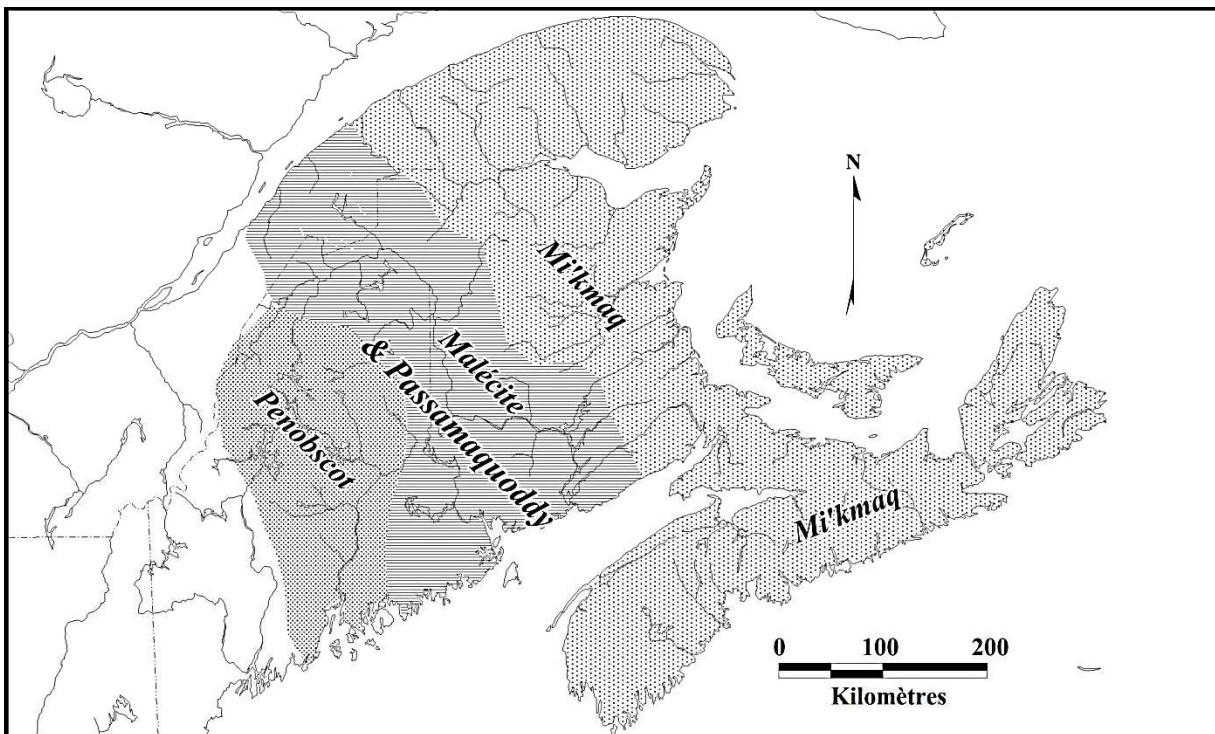 N
Mi'kmaq
Malécite
& Passamaquoddy
Penobscot
Mi'kmaq
0 100 200
Kilomètres